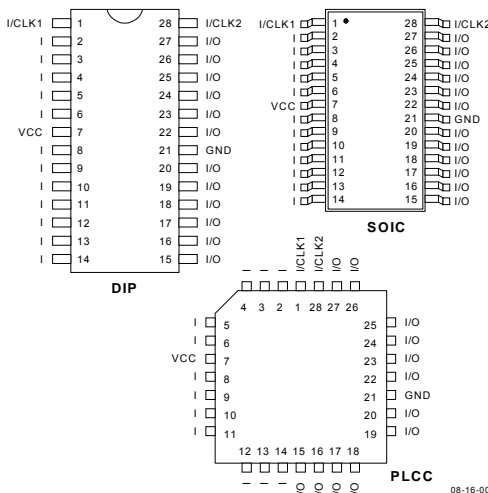 I/CLK1 1 28 I/CLK2
I 2 27 I/O
I 3 26 I/O
I 4 25 I/O
I 5 24 I/O
I 6 23 I/O
VCC 7 22 I/O
I 8 21 GND
I 9 20 I/O
I 10 19 I/O
I 11 18 I/O
I 12 17 I/O
I 13 16 I/O
I 14 15 I/O
DIP
I/CLK1 1 28 I/CLK2
I 2 27 I/O
I 3 26 I/O
I 4 25 I/O
I 5 24 I/O
I 6 23 I/O
VCC 7 22 I/O
I 8 21 GND
I 9 20 I/O
I 10 19 I/O
I 11 18 I/O
I 12 17 I/O
I 13 16 I/O
I 14 15 I/O
SOIC
I I I I/CLK1 I/CLK2 I/O I/O
4 3 2 1 28 27 26
I 5 25 I/O
I 6 24 I/O
VCC 7 23 I/O
I 8 22 I/O
I 9 21 GND
I 10 20 I/O
I 11 19 I/O
12 13 14 15 16 17 18
I I I I/O I/O I/O I/O
PLCC
08-16-00